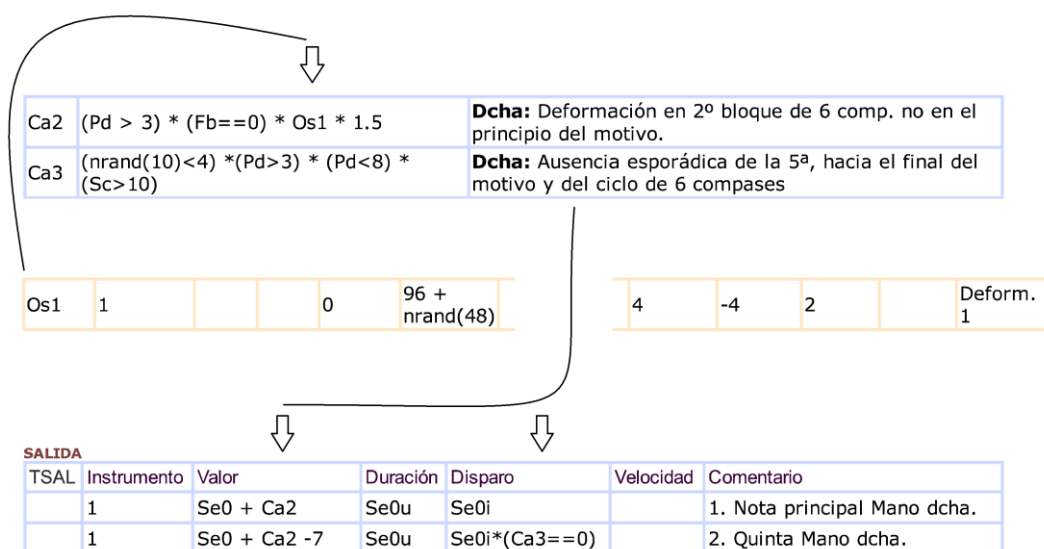 Ca2 (Pd > 3) * (Fb==0) * Os1 * 1.5 Dcha: Deformación en 2º bloque de 6 comp. no en el
principio del motivo.
Ca3 (nrand(10)<4) *(Pd>3) * (Pd<8) *
(Sc>10) Dcha: Ausencia esporádica de la 5ª, hacia el final del
motivo y del ciclo de 6 compases
Os1 1 0 96 +
nrand(48) 4 -4 2 Deform.
1
SALIDA
TSAL Instrumento Valor Duración Disparo Velocidad Comentario
1 Se0 + Ca2 Se0u Se0i 1. Nota principal Mano dcha.
1 Se0 + Ca2 -7 Se0u Se0i*(Ca3==0) 2. Quinta Mano dcha.